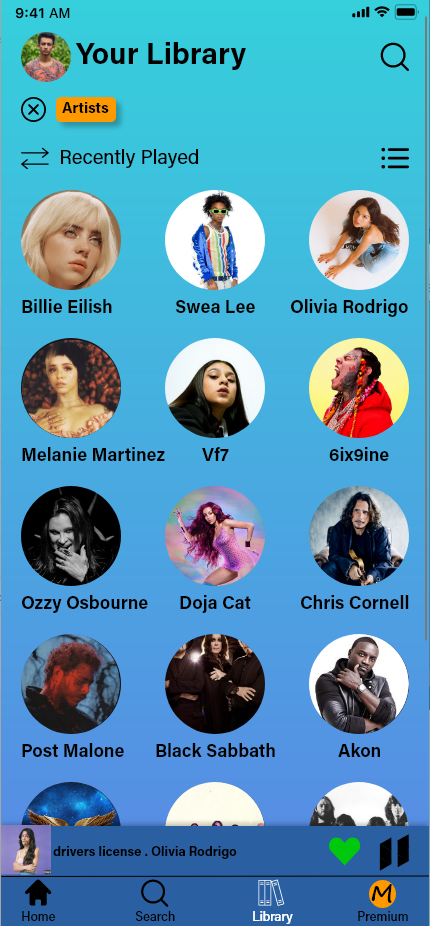 9:41 AM
Your Library
Artists
Recently Played
Billie Eilish
Swea Lee
Olivia Rodrigo
Melanie Martinez
Vf7
6ix9ine
Ozzy Osbourne
Doja Cat
Chris Cornell
Post Malone
Black Sabbath
Akon
drivers license . Olivia Rodrigo
Home
Search
Library
M
Premium